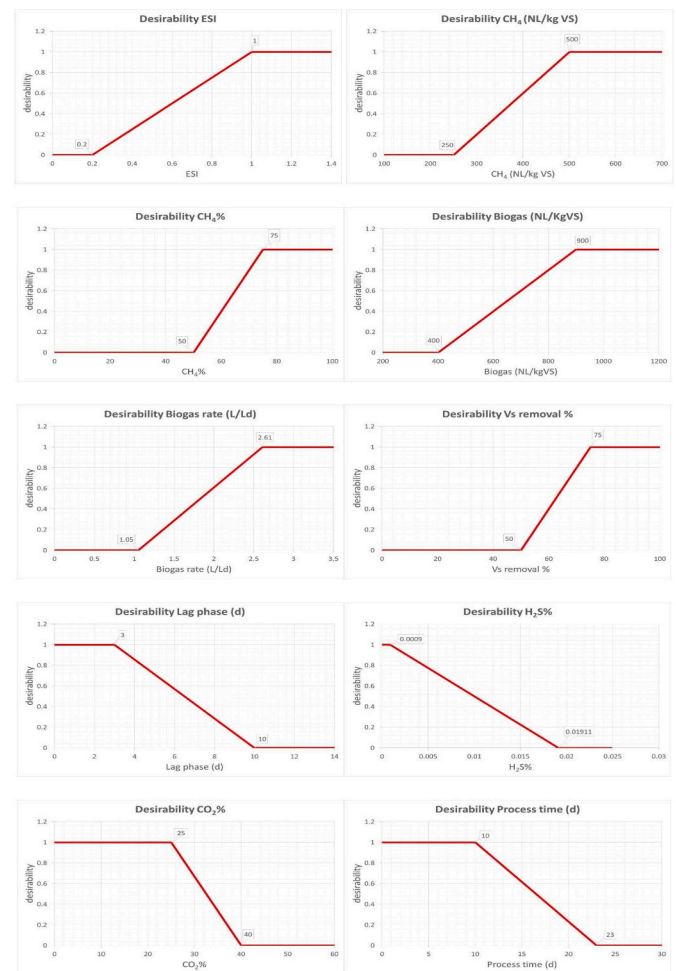 Desirability ESI
1.2
1
0.8
0.6
0.4
0.2
0
desirability
1
0.2
0 0.2 0.4 0.6 0.8 1 1.2 1.4
ESI
Desirability CH₄ (NL/kg VS)
1.2
1
0.8
0.6
0.4
0.2
0
desirability
500
250
100 200 300 400 500 600 700
CH₄ (NL/kg VS)
Desirability CH₄%
1.2
1
0.8
0.6
0.4
0.2
0
desirability
75
50
0 20 40 60 80 100
CH₄%
Desirability Biogas (NL/KgVS)
1.2
1
0.8
0.6
0.4
0.2
0
desirability
900
400
200 400 600 800 1000 1200
Biogas (NL/kgVS)
Desirability Biogas rate (L/Ld)
1.2
1
0.8
0.6
0.4
0.2
0
desirability
2.61
1.05
0 0.5 1 1.5 2 2.5 3 3.5
Biogas rate (L/Ld)
Desirability Vs removal %
1.2
1
0.8
0.6
0.4
0.2
0
desirability
75
50
0 20 40 60 80 100
Vs removal %
Desirability Lag phase (d)
1.2
1
0.8
0.6
0.4
0.2
0
desirability
3
10
0 2 4 6 8 10 12 14
Lag phase (d)
Desirability H₂S%
1.2
1
0.8
0.6
0.4
0.2
0
desirability
0.0009
0.01911
0 0.005 0.01 0.015 0.02 0.025 0.03
H₂S%
Desirability CO₂%
1.2
1
0.8
0.6
0.4
0.2
0
desirability
25
40
0 10 20 30 40 50 60
CO₂%
Desirability Process time (d)
1.2
1
0.8
0.6
0.4
0.2
0
desirability
10
23
0 5 10 15 20 25 30
Process time (d)